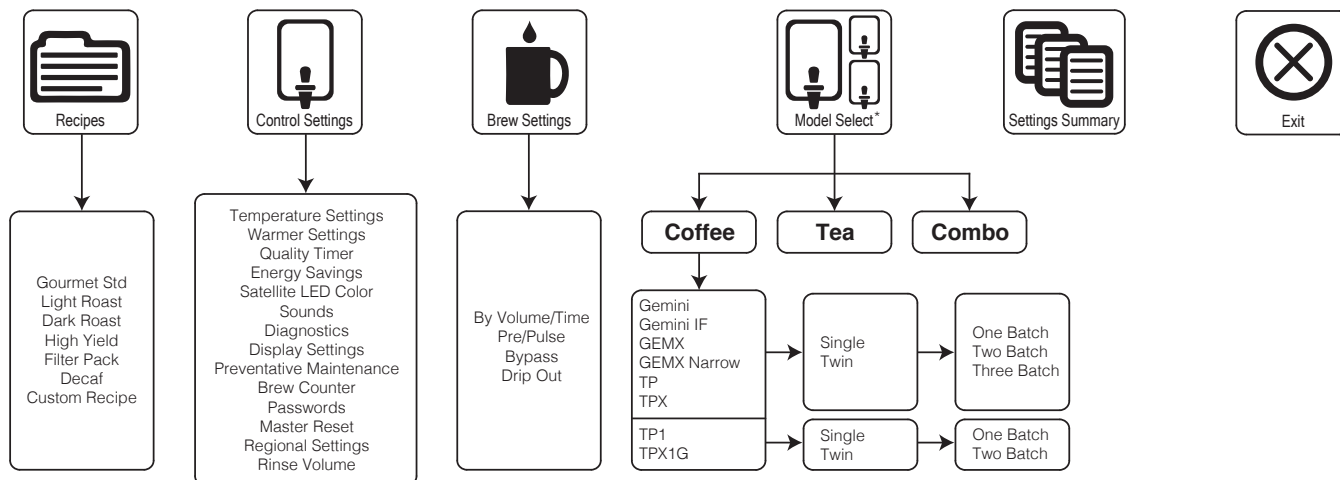 Recipes
Control Settings
Brew Settings
Model Select*
Settings Summary
Exit
Gourmet Std
Light Roast
Dark Roast
High Yield
Filter Pack
Decaf
Custom Recipe
Temperature Settings
Warmer Settings
Quality Timer
Energy Savings
Satellite LED Color
Sounds
Diagnostics
Display Settings
Preventative Maintenance
Brew Counter
Passwords
Master Reset
Regional Settings
Rinse Volume
By Volume/Time
Pre/Pulse
Bypass
Drip Out
Coffee
Tea
Combo
Gemini
Gemini IF
GEMX
GEMX Narrow
TP
TPX
Single
Twin
One Batch
Two Batch
Three Batch
TP1
TPX1G
Single
Twin
One Batch
Two Batch